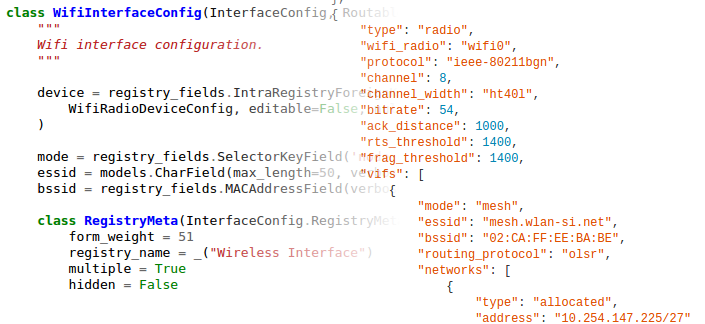 class WifiInterfaceConfig(InterfaceConfig, Routabl
"""
Wifi interface configuration.
"""
device = registry_fields.IntraRegistryFore
WifiRadioDeviceConfig, editable=False,
)
mode = registry_fields.SelectorKeyField('
essid = models.CharField(max_length=50, ve
bssid = registry_fields.MACAddressField(verbo
class RegistryMeta(InterfaceConfig.RegistryMet
form_weight = 51
registry_name = _("Wireless Interface")
multiple = True
hidden = False
{
"type": "radio",
"wifi_radio": "wifi0",
"protocol": "ieee-80211bgn",
"channel": 8,
"channel_width": "ht40l",
"bitrate": 54,
"ack_distance": 1000,
"rts_threshold": 1400,
"frag_threshold": 1400,
"vifs": [
{
"mode": "mesh",
"essid": "mesh.wlan-si.net",
"bssid": "02:CA:FF:EE:BA:BE",
"routing_protocol": "olsr",
"networks": [
{
"type": "allocated",
"address": "10.254.147.225/27"